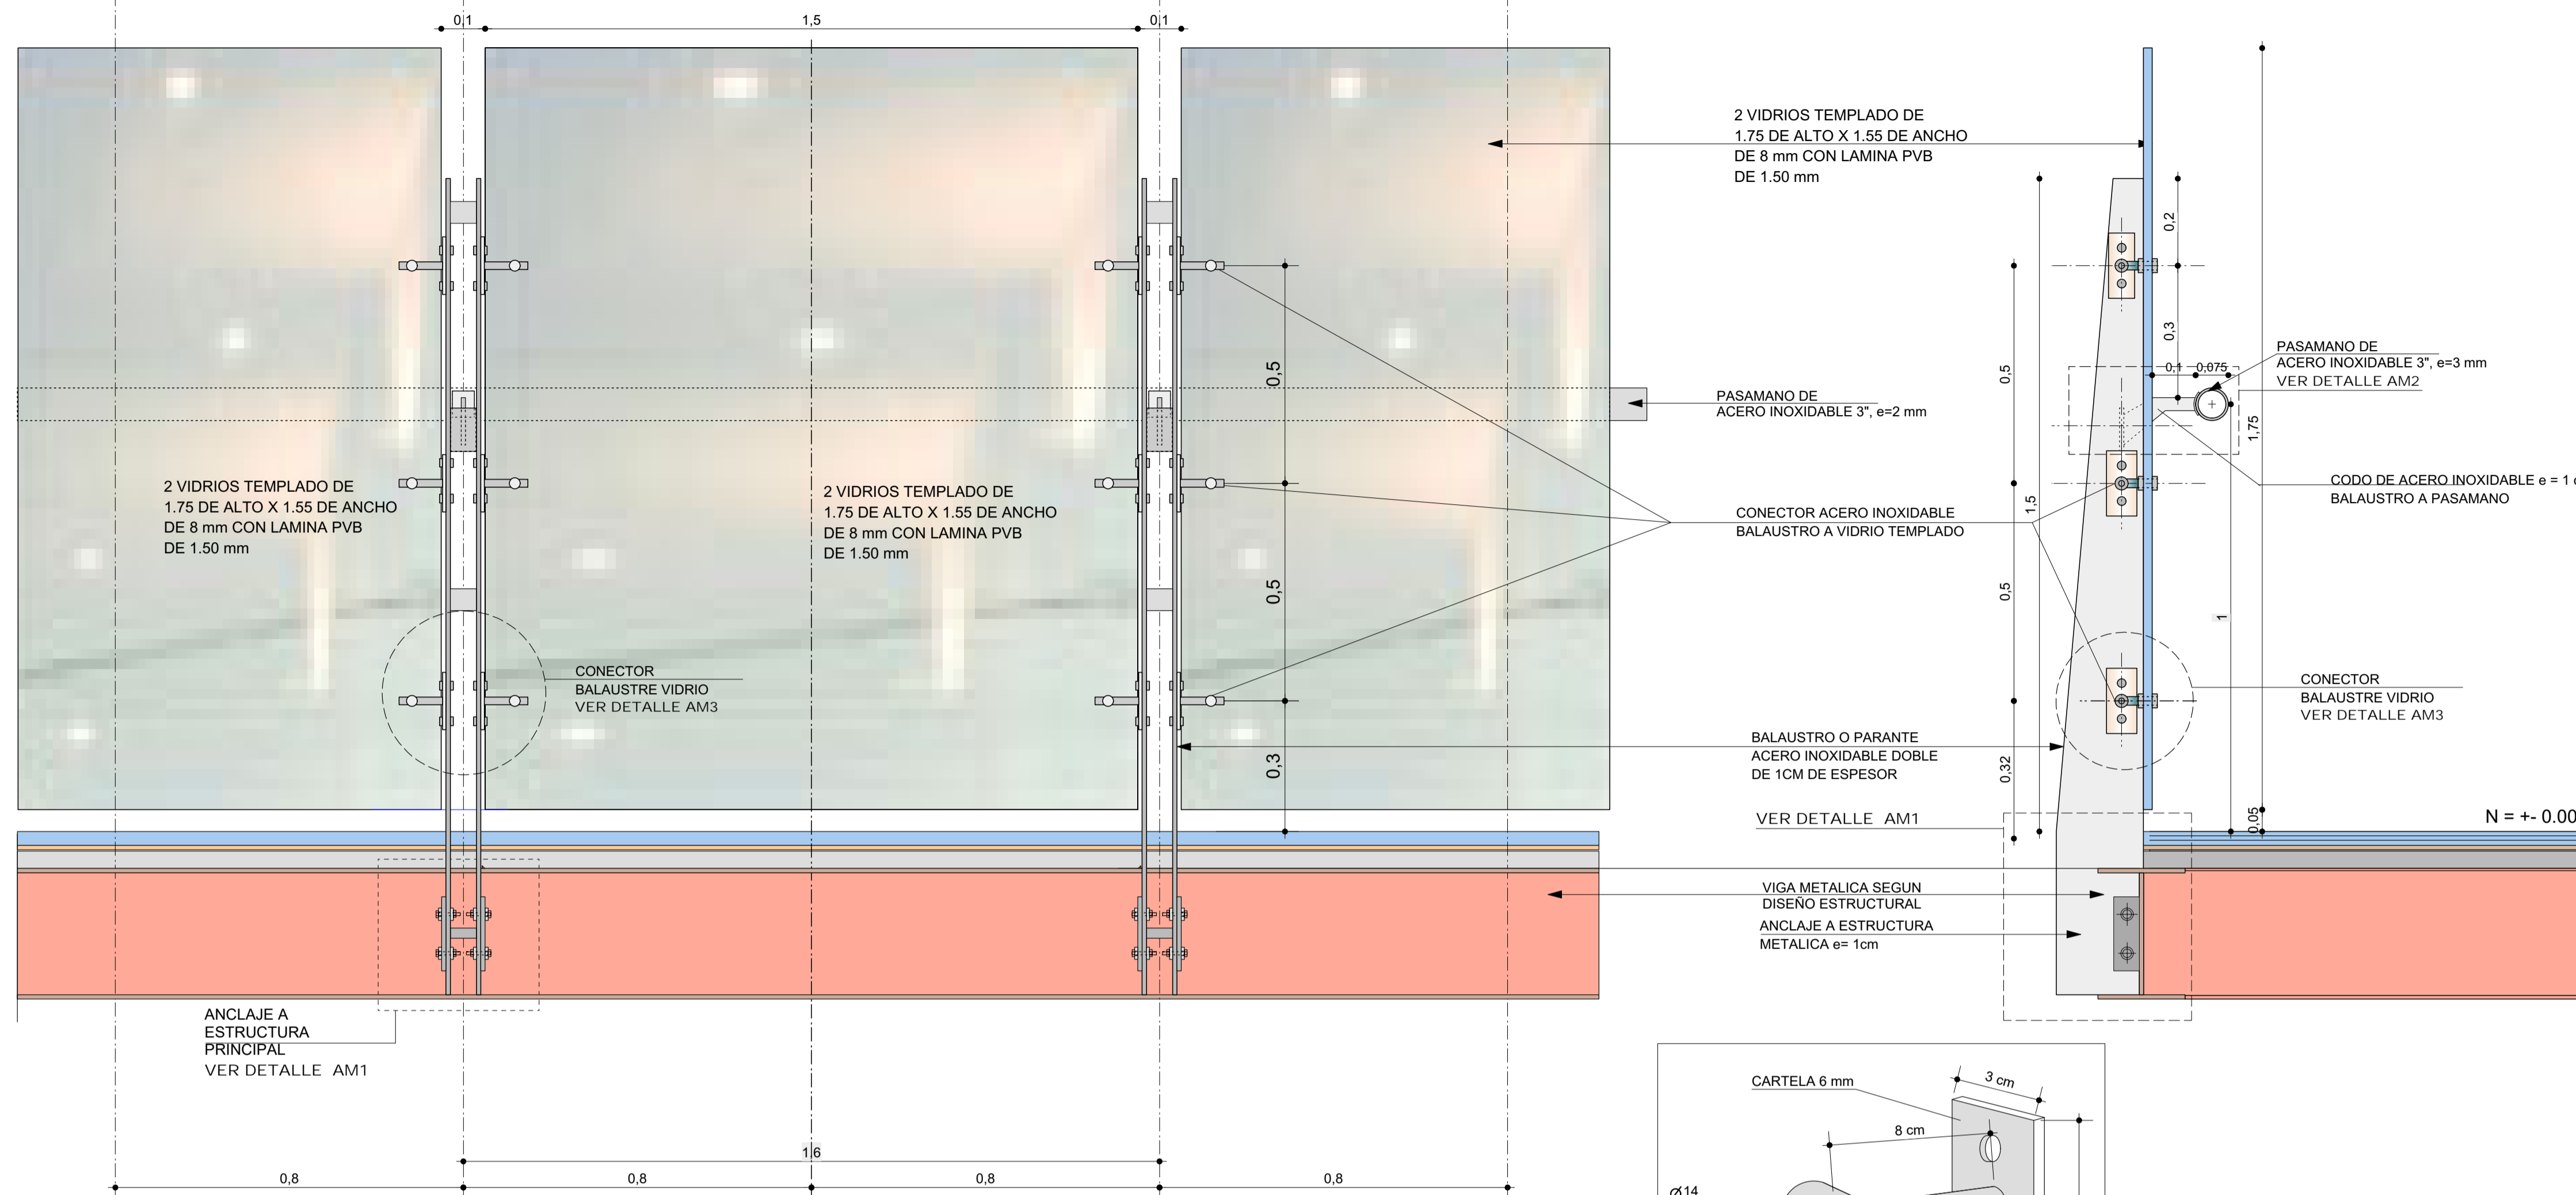 0,1
1,5
0,1
2 VIDRIOS TEMPLADO DE
1.75 DE ALTO X 1.55 DE ANCHO
DE 8 mm CON LAMINA PVB
DE 1.50 mm
0,2
0,3
0,5
0,5
PASAMANO DE
ACERO INOXIDABLE 3", e=3 mm
VER DETALLE AM2
0,1
0,075
PASAMANO DE
ACERO INOXIDABLE 3", e=2 mm
1,75
2 VIDRIOS TEMPLADO DE
1.75 DE ALTO X 1.55 DE ANCHO
DE 8 mm CON LAMINA PVB
DE 1.50 mm
2 VIDRIOS TEMPLADO DE
1.75 DE ALTO X 1.55 DE ANCHO
DE 8 mm CON LAMINA PVB
DE 1.50 mm
CODO DE ACERO INOXIDABLE e = 1
BALAUSTRO A PASAMANO
1,5
CONECTOR ACERO INOXIDABLE
BALAUSTRO A VIDRIO TEMPLADO
0,5
0,5
1
CONECTOR
BALAUSTRE VIDRIO
VER DETALLE AM3
CONECTOR
BALAUSTRE VIDRIO
VER DETALLE AM3
0,3
BALAUSTRO O PARANTE
ACERO INOXIDABLE DOBLE
DE 1CM DE ESPESOR
0,32
VER DETALLE AM1
0,05
N = +- 0.00
VIGA METALICA SEGUN
DISEÑO ESTRUCTURAL
ANCLAJE A ESTRUCTURA
METALICA e= 1cm
ANCLAJE A
ESTRUCTURA
PRINCIPAL
VER DETALLE AM1
CARTELA 6 mm
3 cm
8 cm
1,6
0,8
0,8
0,8
0,8
Ø14